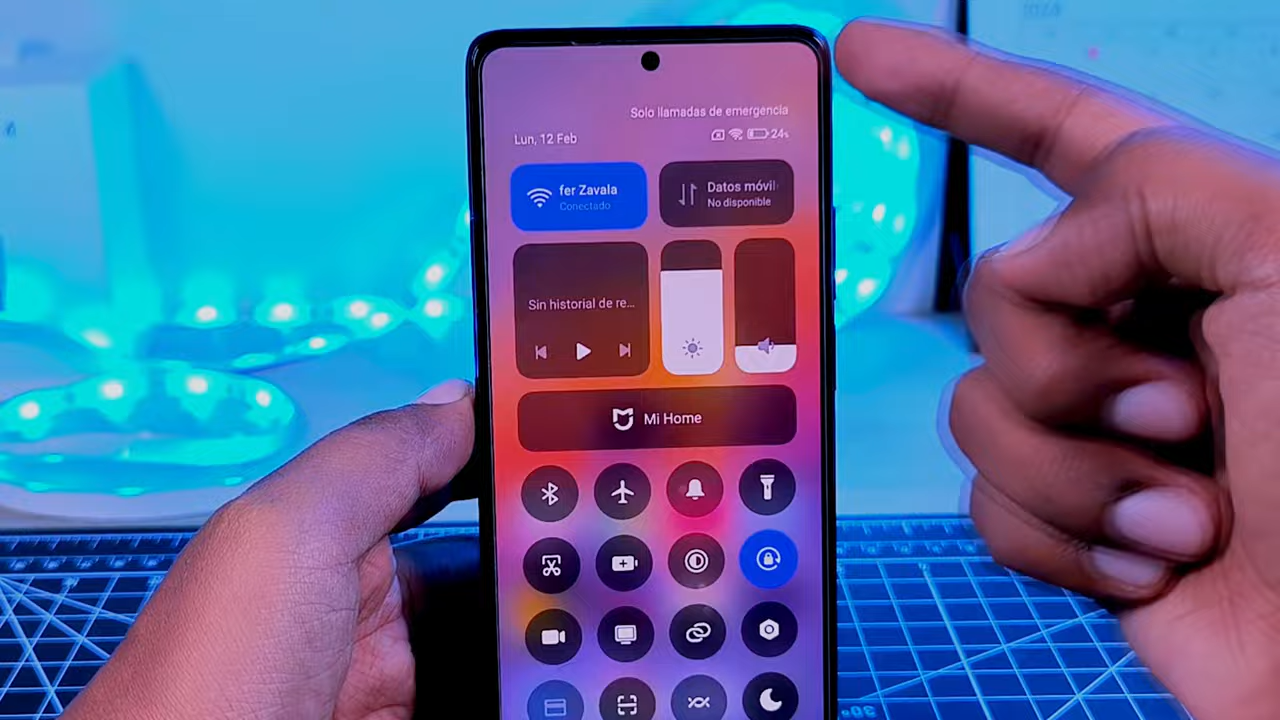 Solo llamadas de emergencia
Lun, 12 Feb
24%
fer Zavala
Conectado
Datos móvil
No disponible
Sin historial de re...
Mi Home
30°